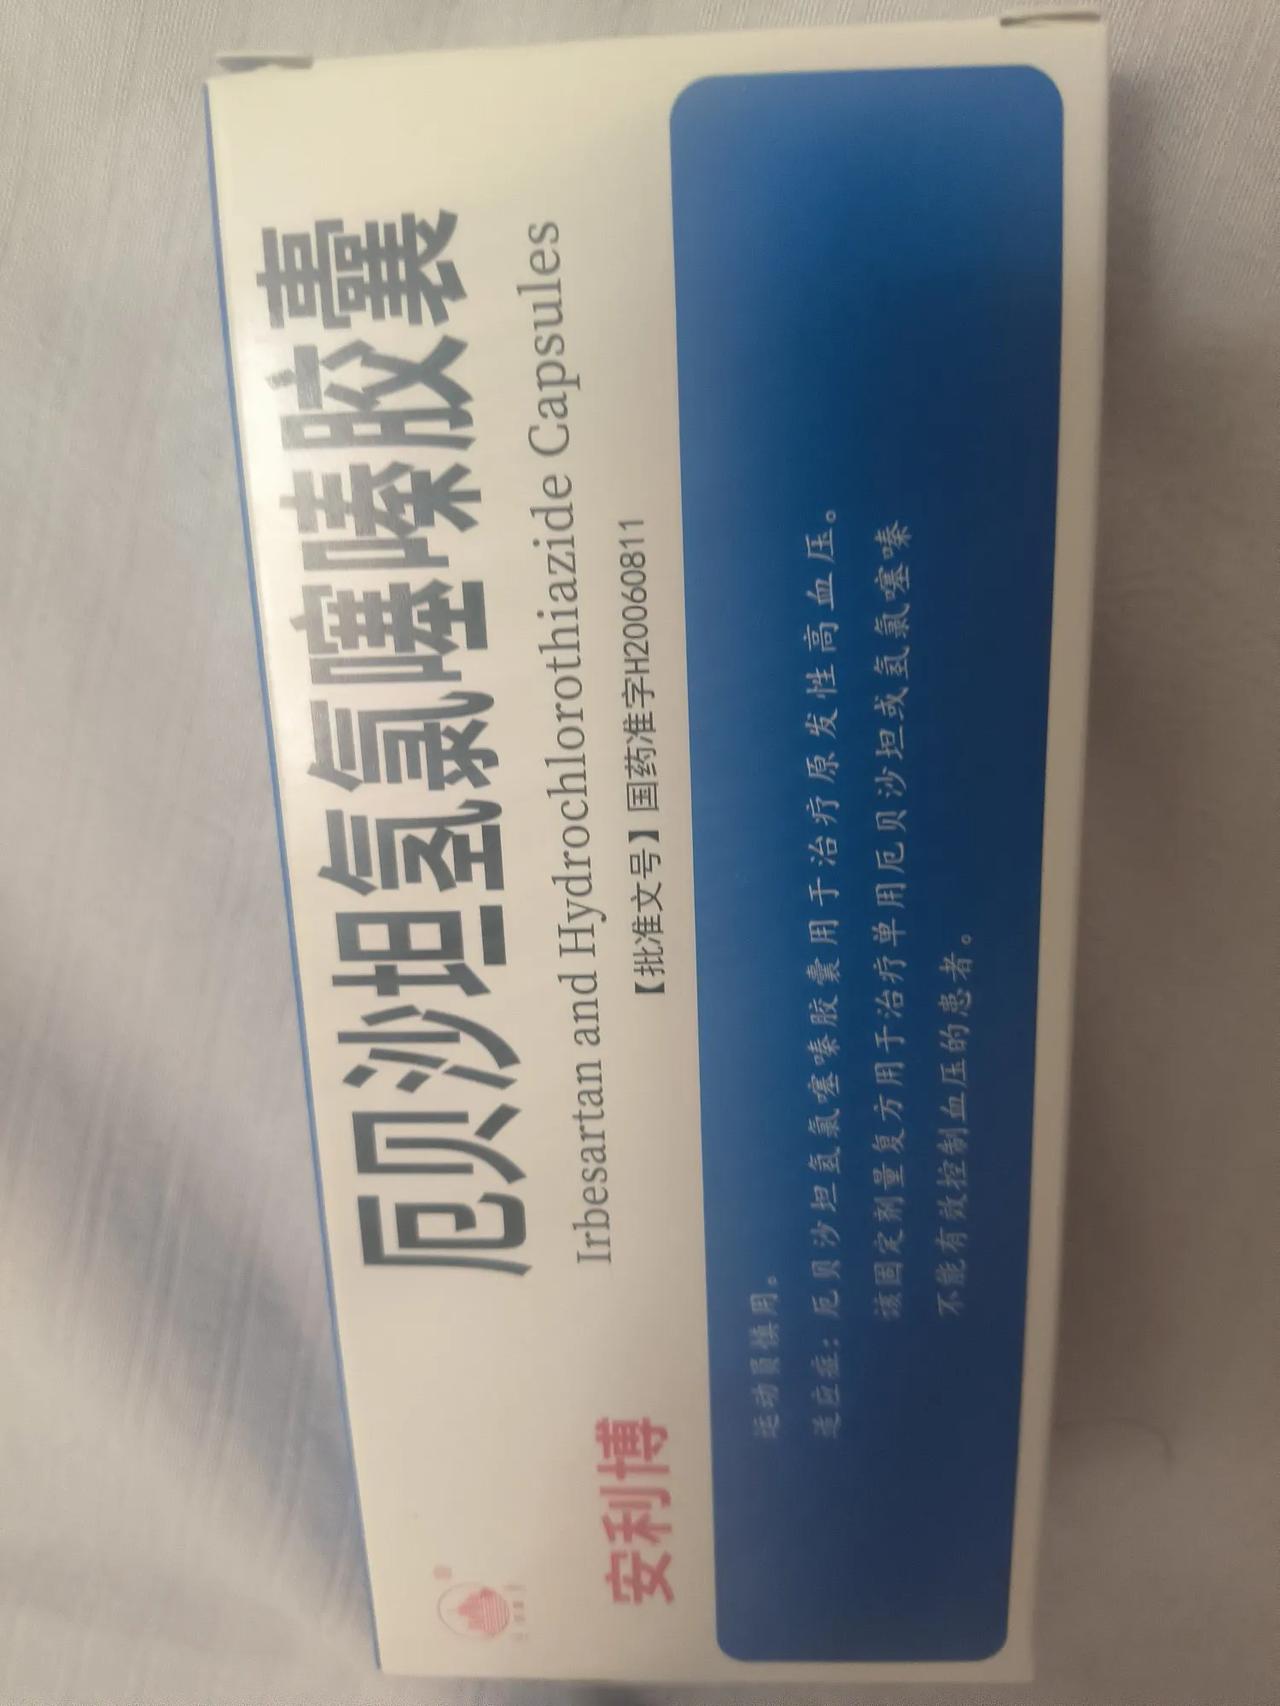 厄贝沙坦氢氯噻嗪胶囊
Irbesartan and Hydrochlorothiazide Capsules
【批准文号】国药准字H20060811
安利博
运动员慎用。
适应症：厄贝沙坦氢氯噻嗪胶囊用于治疗原发性高血压。
该固定剂量复方用于治疗单用厄贝沙坦或氢氯噻嗪
不能有效控制血压的患者。